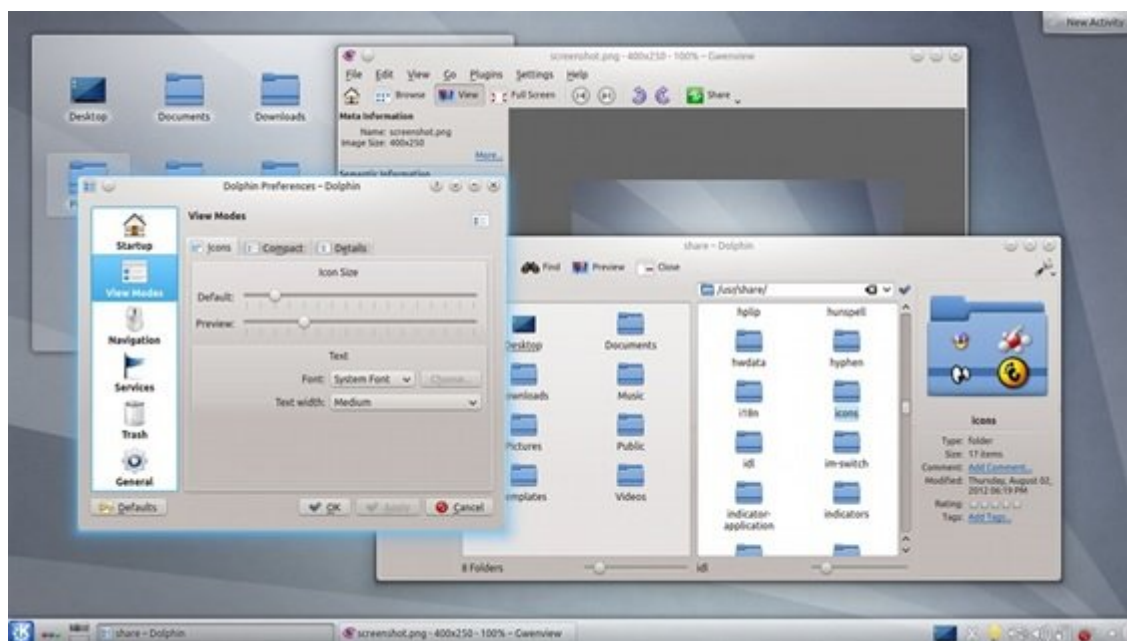 New Activity
Desktop
Documents
Downloads
screenshot.png - 400x250 - 100% - Gwenview
File Edit View Go Plugins Settings Help
Browse View Full Screen Share
Meta Information
Name: screenshot.png
Image Size: 400x250
More...
Semantic Information
Dolphin Preferences - Dolphin
Startup
View Modes
Navigation
Services
Trash
General
View Modes
Icons Compact Details
Icon Size
Default:
Preview:
Text
Font: System Font Choose...
Text width: Medium
Defaults OK Apply Cancel
share - Dolphin
Find Preview Close
/usr/share/
Desktop Documents
Music
Pictures Public
Videos
8 Folders
hplip hunspell
hwdata hyphen
i18n icons
idl im-switch
indicator-application indicators
idl
icons
Type: folder
Size: 17 items
Comment: Add Comment...
Modified: Thursday, August 02,
2012 06:19 PM
Rating:
Tags: Add Tags...
share - Dolphin
screenshot.png - 400x250 - 100% - Gwenview